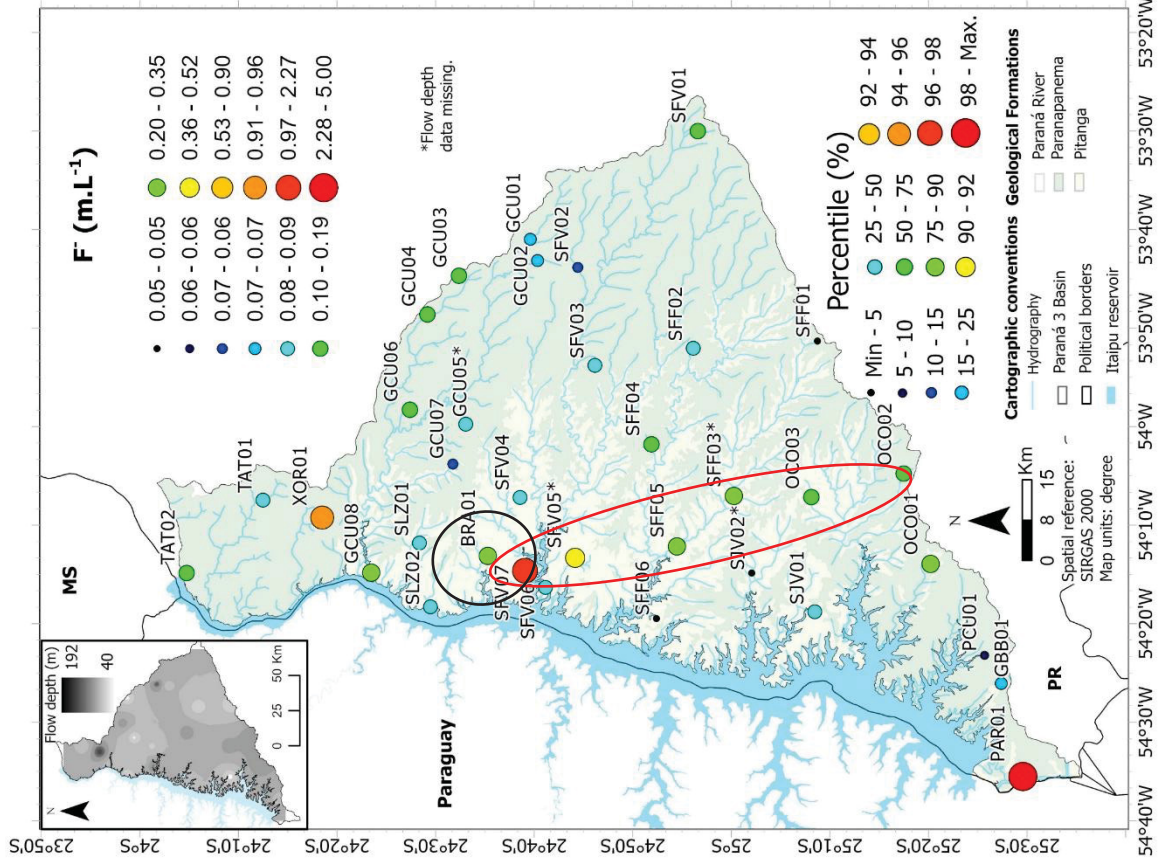 F⁻ (m.L⁻¹)
0.05 - 0.05
0.06 - 0.06
0.07 - 0.06
0.07 - 0.07
0.08 - 0.09
0.10 - 0.19
0.20 - 0.35
0.36 - 0.52
0.53 - 0.90
0.91 - 0.96
0.97 - 2.27
2.28 - 5.00
*Flow depth
data missing.
N
Flow depth (m)
192
40
0 25 50 Km
MS
Paraguay
PR
TAT02
TAT01
XOR01
GCU08
GCU06
GCU04
GCU03
GCU07
GCU05*
SLZ01
SLZ02
BRA01
SFV04
GCU01
GCU02
SFV02
SFV03
SFV07
SFV06
SFV05*
SFF02
SFV01
SFF04
SFF05
SFF06
SFF03*
SJV02*
SJV01
SFF01
OCO03
OCO02
OCO01
PCU01
GBB01
PAR01
Percentile (%)
Min - 5
5 - 10
10 - 15
15 - 25
25 - 50
50 - 75
75 - 90
90 - 92
92 - 94
94 - 96
96 - 98
98 - Max.
Cartographic conventions
Hydrography
Paraná 3 Basin
Political borders
Itaipu reservoir
Geological Formations
Paraná River
Paranapanema
Pitanga
N
0 8 15 Km
Spatial reference:
SIRGAS 2000
Map units: degree
23°50'S
24°S
24°10'S
24°20'S
24°30'S
24°40'S
24°50'S
25°S
25°10'S
25°20'S
25°30'S
54°40'W
54°30'W
54°20'W
54°10'W
54°W
53°50'W
53°40'W
53°30'W
53°20'W